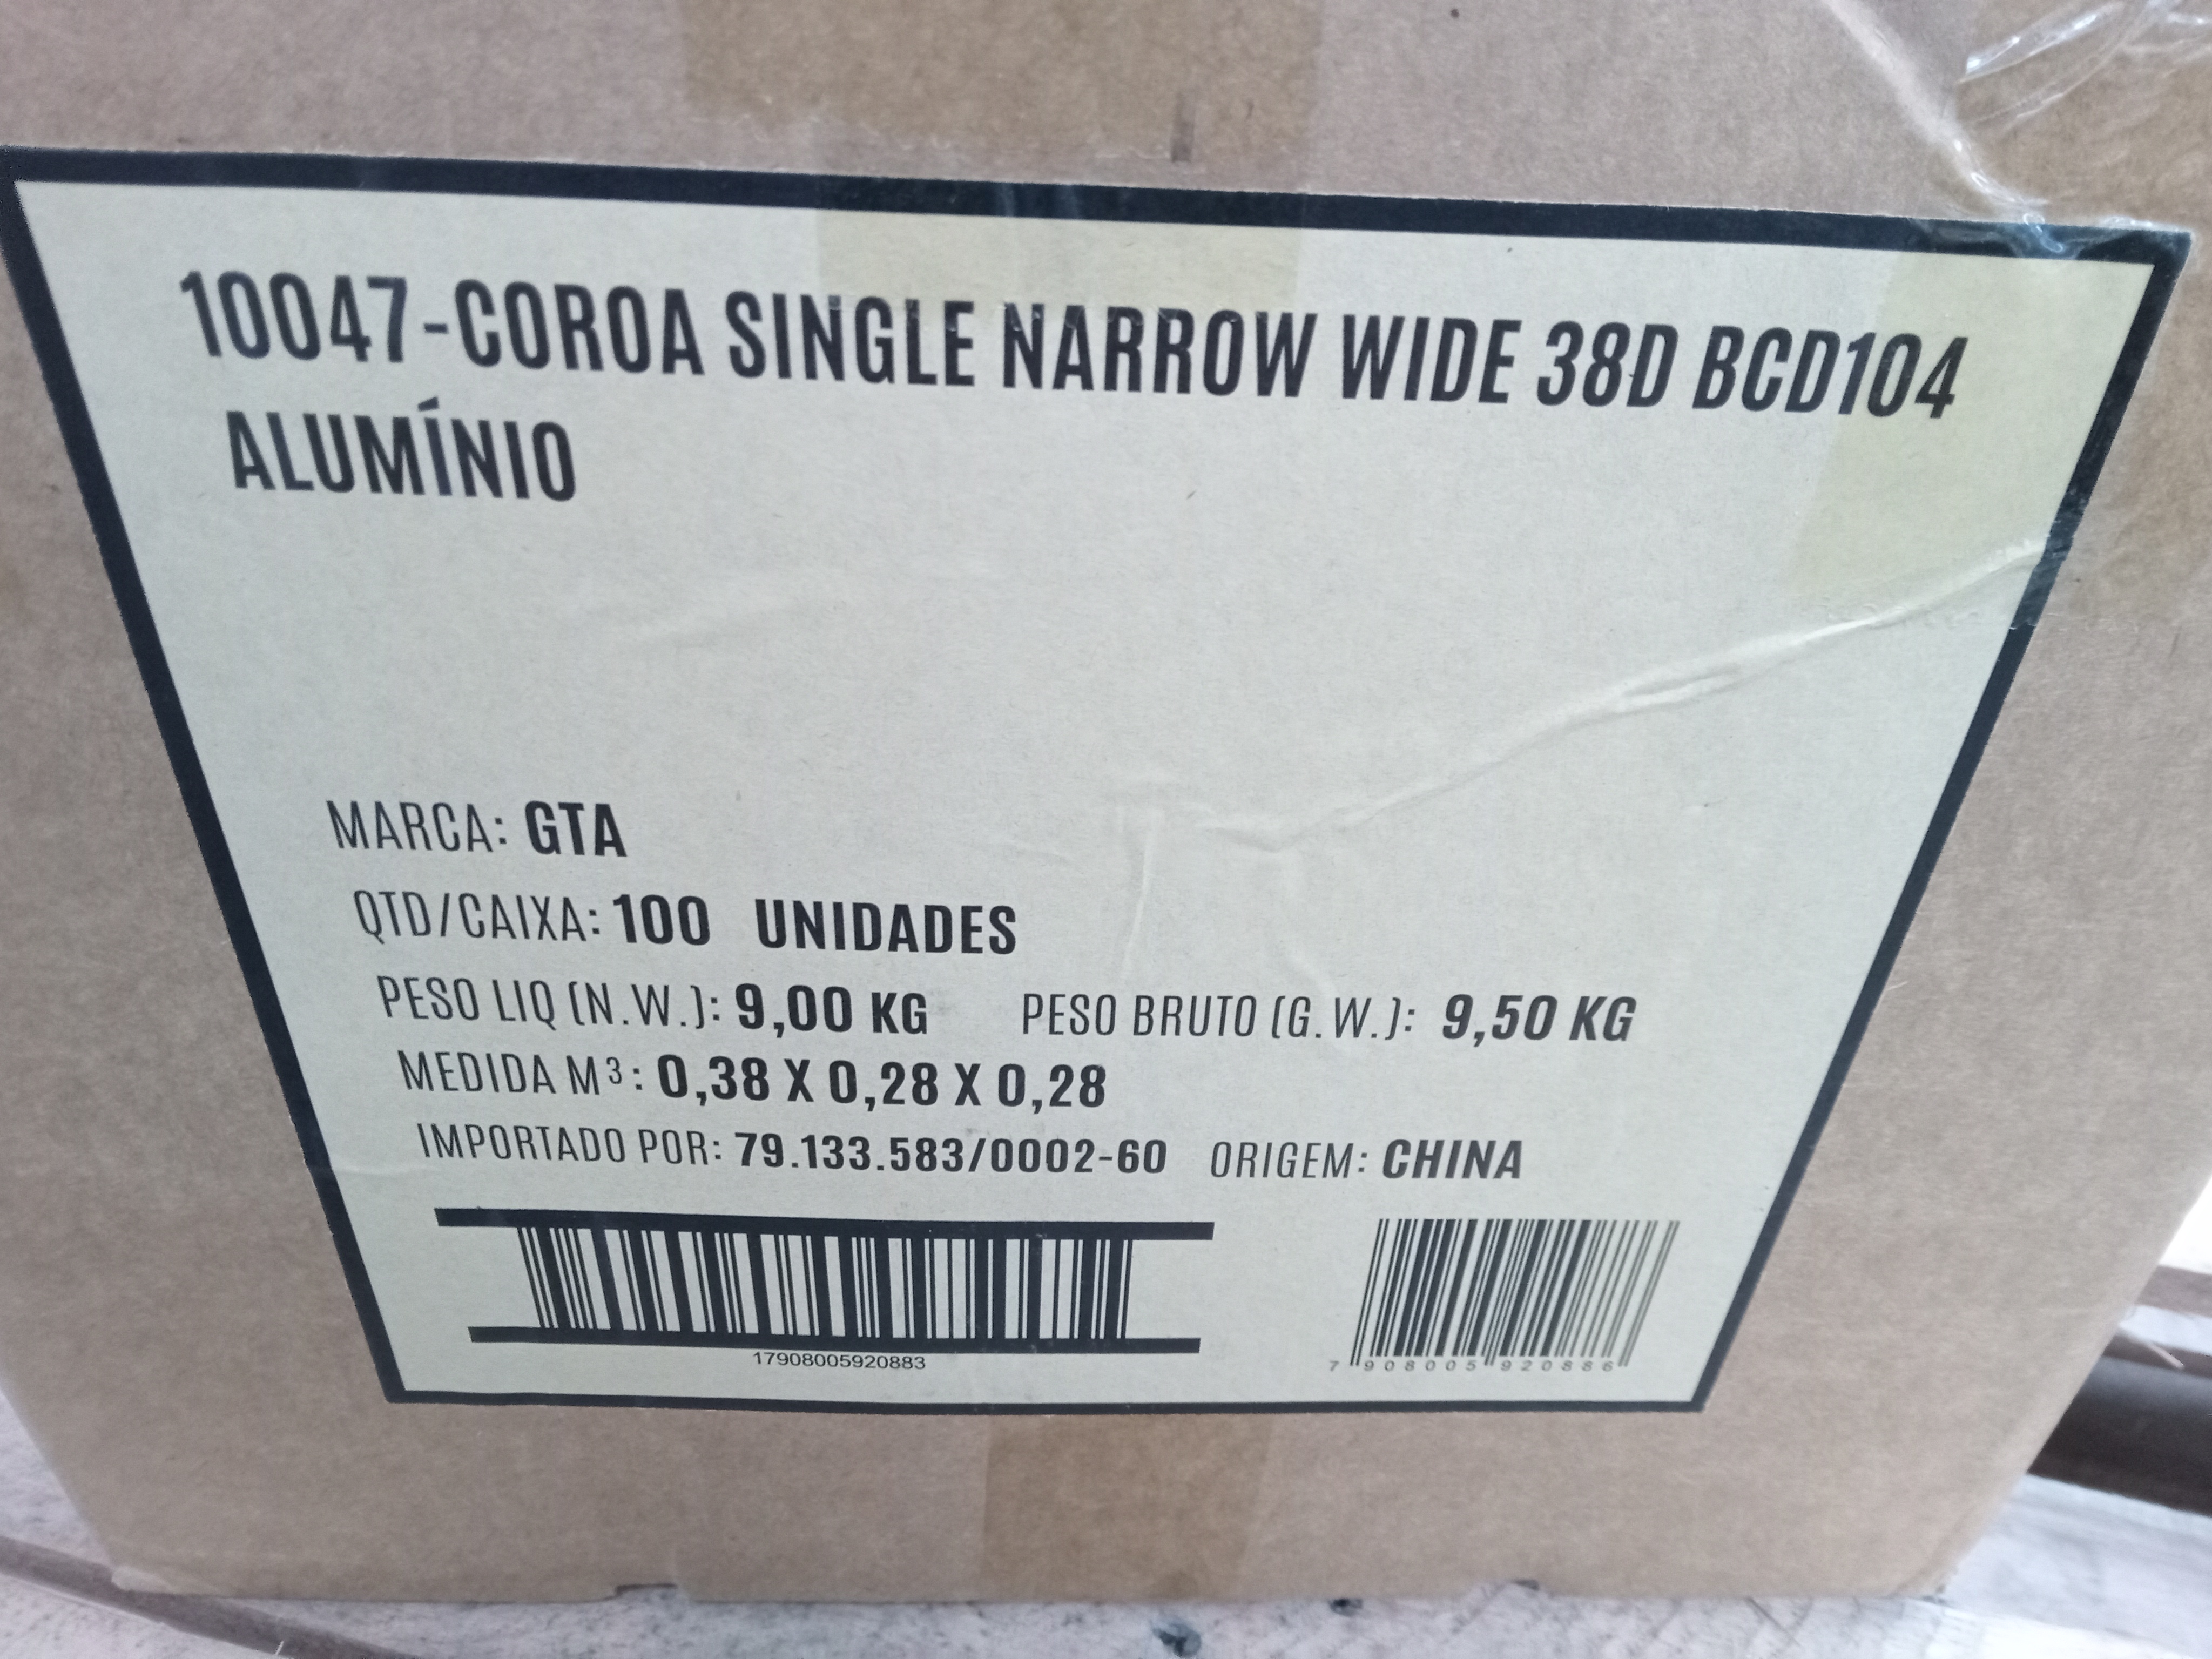 10047-COROA SINGLE NARROW WIDE 38D BCD104
ALUMÍNIO
MARCA: GTA
QTD/CAIXA: 100 UNIDADES
PESO LIQ (N.W.): 9,00 KG PESO BRUTO (G.W.): 9,50 KG
MEDIDA M³: 0,38 X 0,28 X 0,28
IMPORTADO POR: 79.133.583/0002-60 ORIGEM: CHINA
17908005920883 7 908005 920886